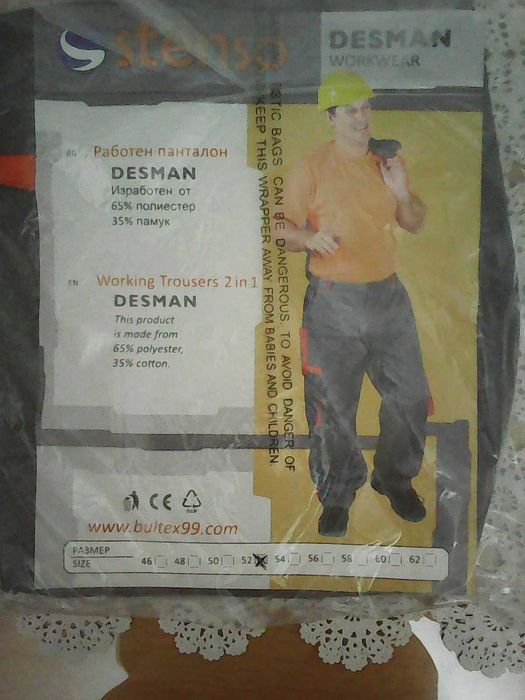 stenso
DESMAN
WORKWEAR
BG Работен панталон
DESMAN
Изработен от:
65% полиестер
35% памук
EN Working Trousers 2 in 1
DESMAN
This product
is made from
65% polyester,
35% cotton.
STIC BAGS CAN BE DANGEROUS. TO AVOID DANGER OF
KEEP THIS WRAPPER AWAY FROM BABIES AND CHILDREN
CE
www.bultex99.com
РАЗМЕР
SIZE 46 48 50 52 54 56 58 60 62